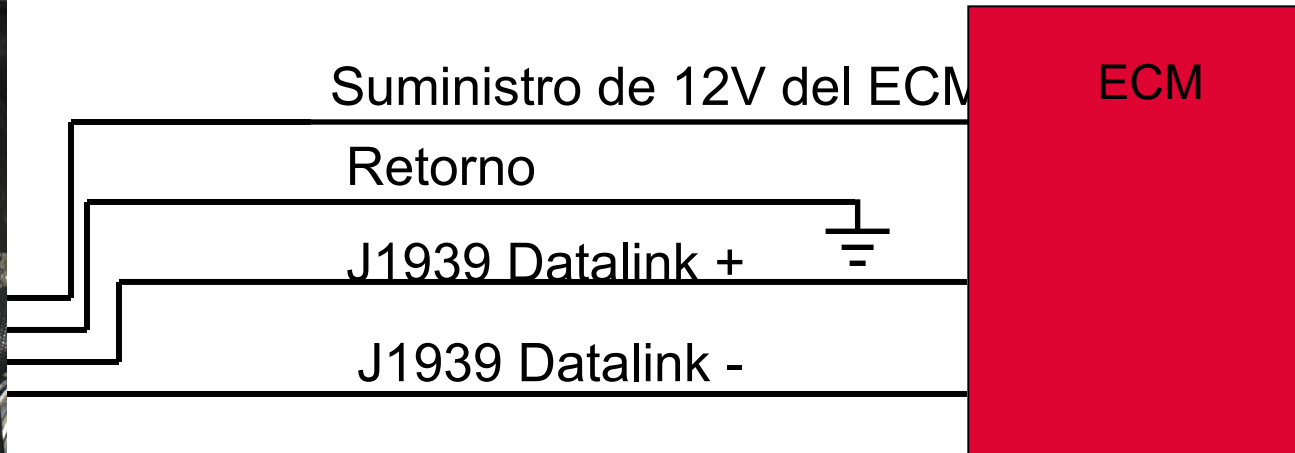 Suministro de 12V del ECM
ECM
Retorno
J1939 Datalink +
J1939 Datalink -